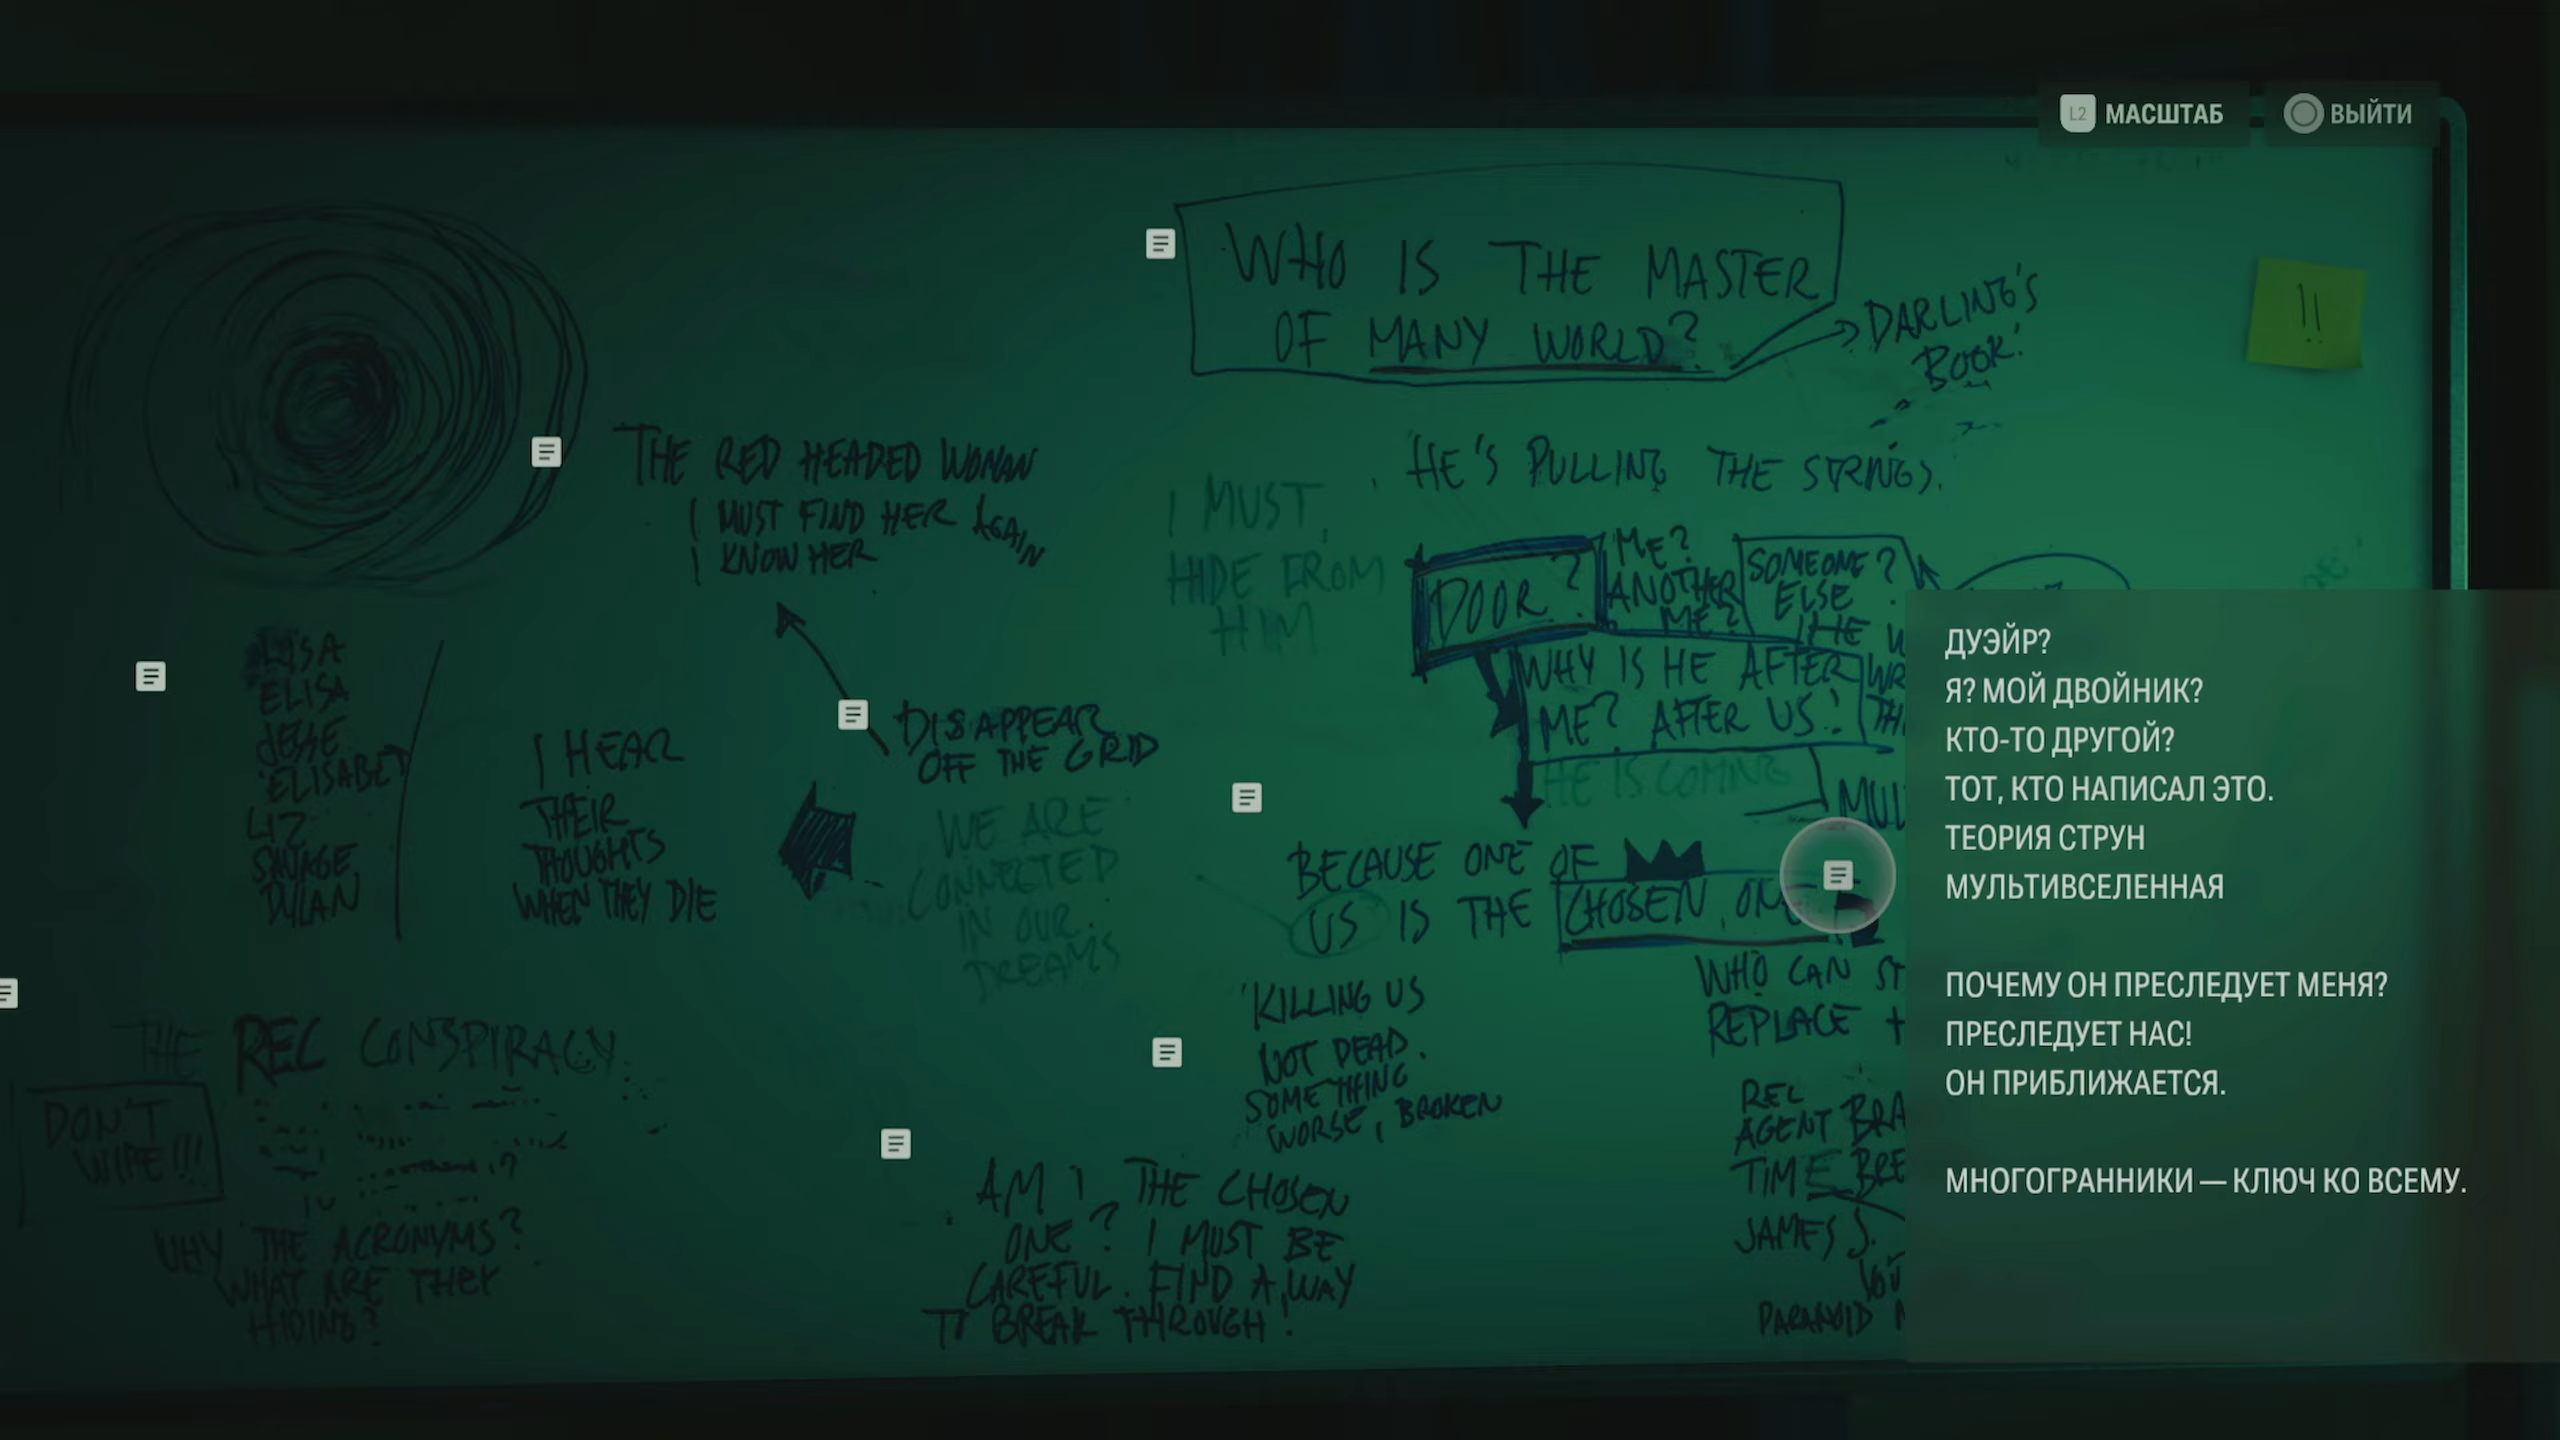 МАСШТАБ
ВЫЙТИ
WHO IS THE MASTER
OF MANY WORLD?
DARLING'S
BOOK!
!!
THE RED HEADED WOMAN
I MUST FIND HER AGAIN
I KNOW HER
HE'S PULLING THE STRINGS.
I MUST
HIDE FROM
HIM
DOOR?
ME?
ANOTHER
ME?
SOMEONE?
ELSE
THE
WHY IS HE AFTER
ME? AFTER US!
HE IS COMING
LISA
ELISA
JESSE
ELISABET
LIZ
SAVAGE
DYLAN
I HEAR
THEIR
THOUGHTS
WHEN THEY DIE
DISAPPEAR
OFF THE GRID
WE ARE
CONNECTED
IN OUR
DREAMS
BECAUSE ONE OF
US IS THE CHOSEN
WHO CAN
REPLACE
KILLING US
NOT DEAD.
SOMETHING
WORSE, BROKEN
AM I THE CHOSEN
ONE? I MUST BE
CAREFUL. FIND A WAY
TO BREAK THROUGH!
AGENT
TIME
JAMES S.
PARANOID
THE REC CONSPIRACY
DON'T
WIPE!!!
WHY THE ACRONYMS?
WHAT ARE THEY
HIDING?
ДУЭЙР?
Я? МОЙ ДВОЙНИК?
КТО-ТО ДРУГОЙ?
ТОТ, КТО НАПИСАЛ ЭТО.
ТЕОРИЯ СТРУН
МУЛЬТИВСЕЛЕННАЯ
ПОЧЕМУ ОН ПРЕСЛЕДУЕТ МЕНЯ?
ПРЕСЛЕДУЕТ НАС!
ОН ПРИБЛИЖАЕТСЯ.
МНОГОГРАННИКИ — КЛЮЧ КО ВСЕМУ.